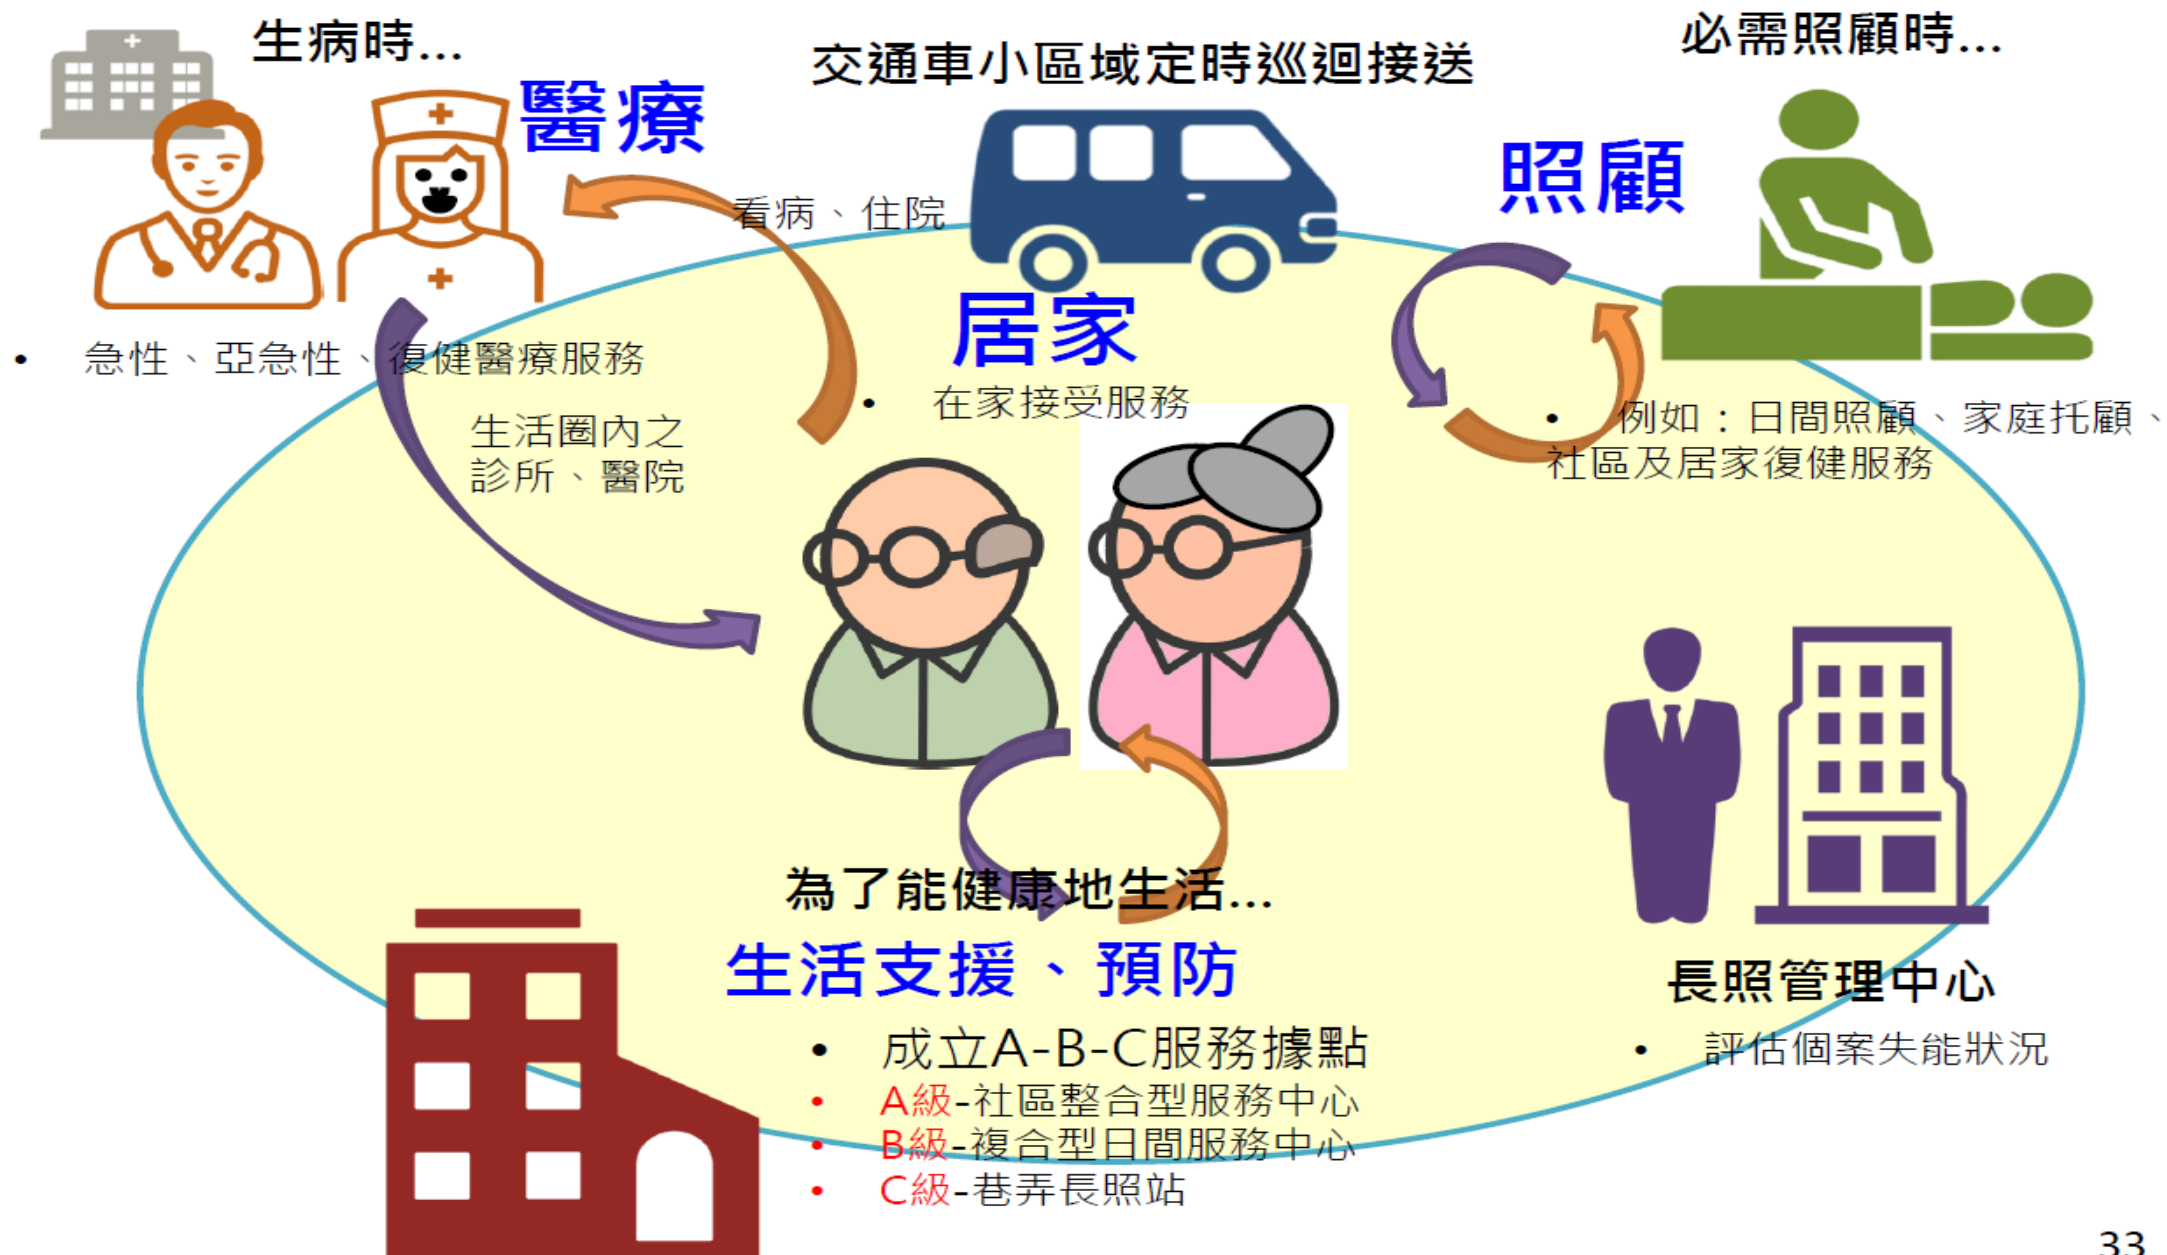 生病時...
醫療
看病、住院
• 急性、亞急性、復健醫療服務
生活圈內之
診所、醫院
交通車小區域定時巡迴接送
居家
• 在家接受服務
必需照顧時...
照顧
• 例如：日間照顧、家庭托顧、
社區及居家復健服務
為了能健康地生活...
生活支援、預防
• 成立A-B-C服務據點
• A級-社區整合型服務中心
• B級-複合型日間服務中心
• C級-巷弄長照站
長照管理中心
• 評估個案失能狀況
33